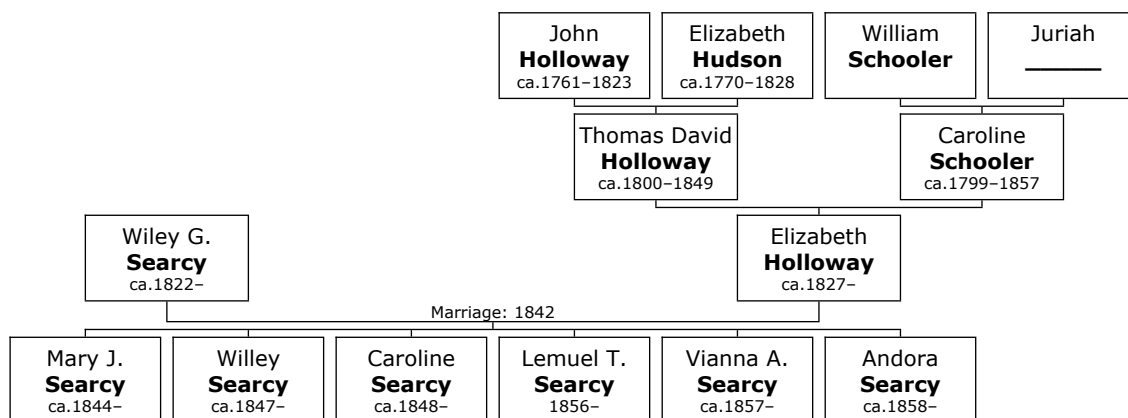 John
Holloway
ca.1761–1823
Elizabeth
Hudson
ca.1770–1828
William
Schooler
Juriah
______
Thomas David
Holloway
ca.1800–1849
Caroline
Schooler
ca.1799–1857
Wiley G.
Searcy
ca.1822–
Elizabeth
Holloway
ca.1827–
Marriage: 1842
Mary J.
Searcy
ca.1844–
Willey
Searcy
ca.1847–
Caroline
Searcy
ca.1848–
Lemuel T.
Searcy
1856–
Vianna A.
Searcy
ca.1857–
Andora
Searcy
ca.1858–